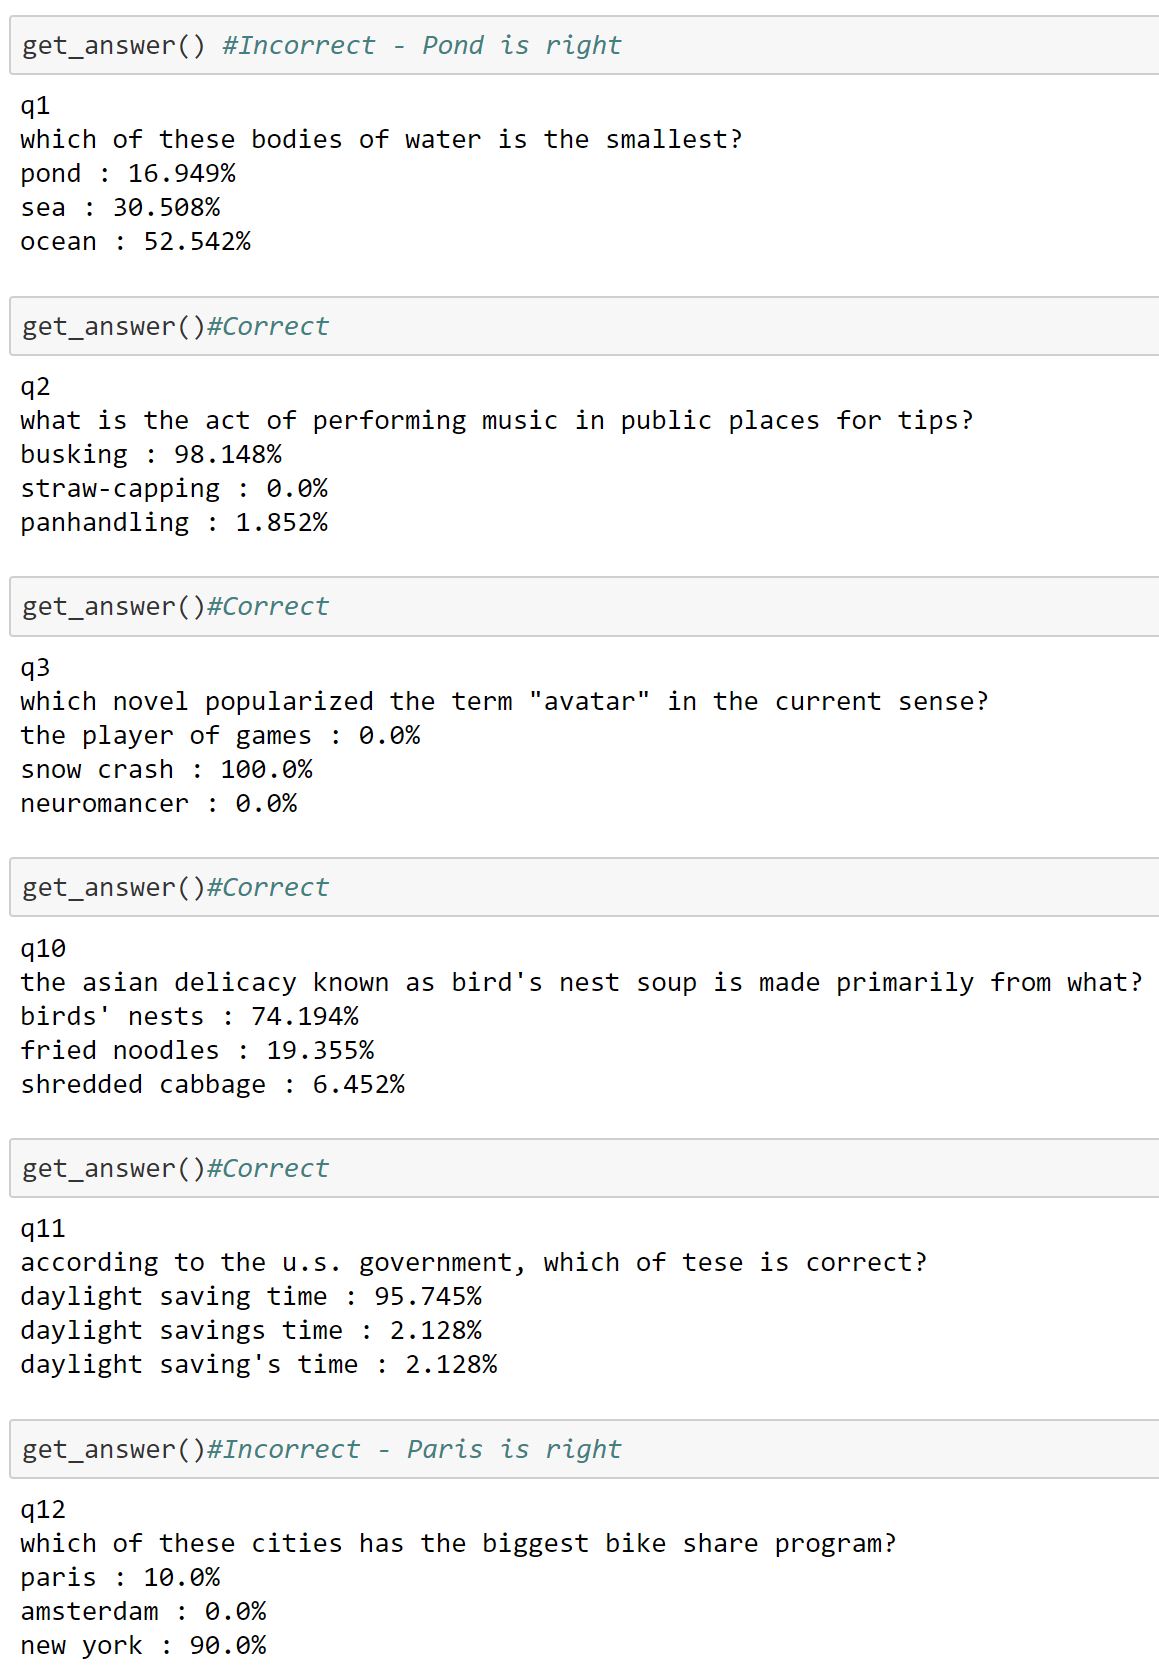 get_answer() #Incorrect - Pond is right
q1
which of these bodies of water is the smallest?
pond : 16.949%
sea : 30.508%
ocean : 52.542%
get_answer()#Correct
q2
what is the act of performing music in public places for tips?
busking : 98.148%
straw-capping : 0.0%
panhandling : 1.852%
get_answer()#Correct
q3
which novel popularized the term "avatar" in the current sense?
the player of games : 0.0%
snow crash : 100.0%
neuromancer : 0.0%
get_answer()#Correct
q10
the asian delicacy known as bird's nest soup is made primarily from what?
birds' nests : 74.194%
fried noodles : 19.355%
shredded cabbage : 6.452%
get_answer()#Correct
q11
according to the u.s. government, which of tese is correct?
daylight saving time : 95.745%
daylight savings time : 2.128%
daylight saving's time : 2.128%
get_answer()#Incorrect - Paris is right
q12
which of these cities has the biggest bike share program?
paris : 10.0%
amsterdam : 0.0%
new york : 90.0%